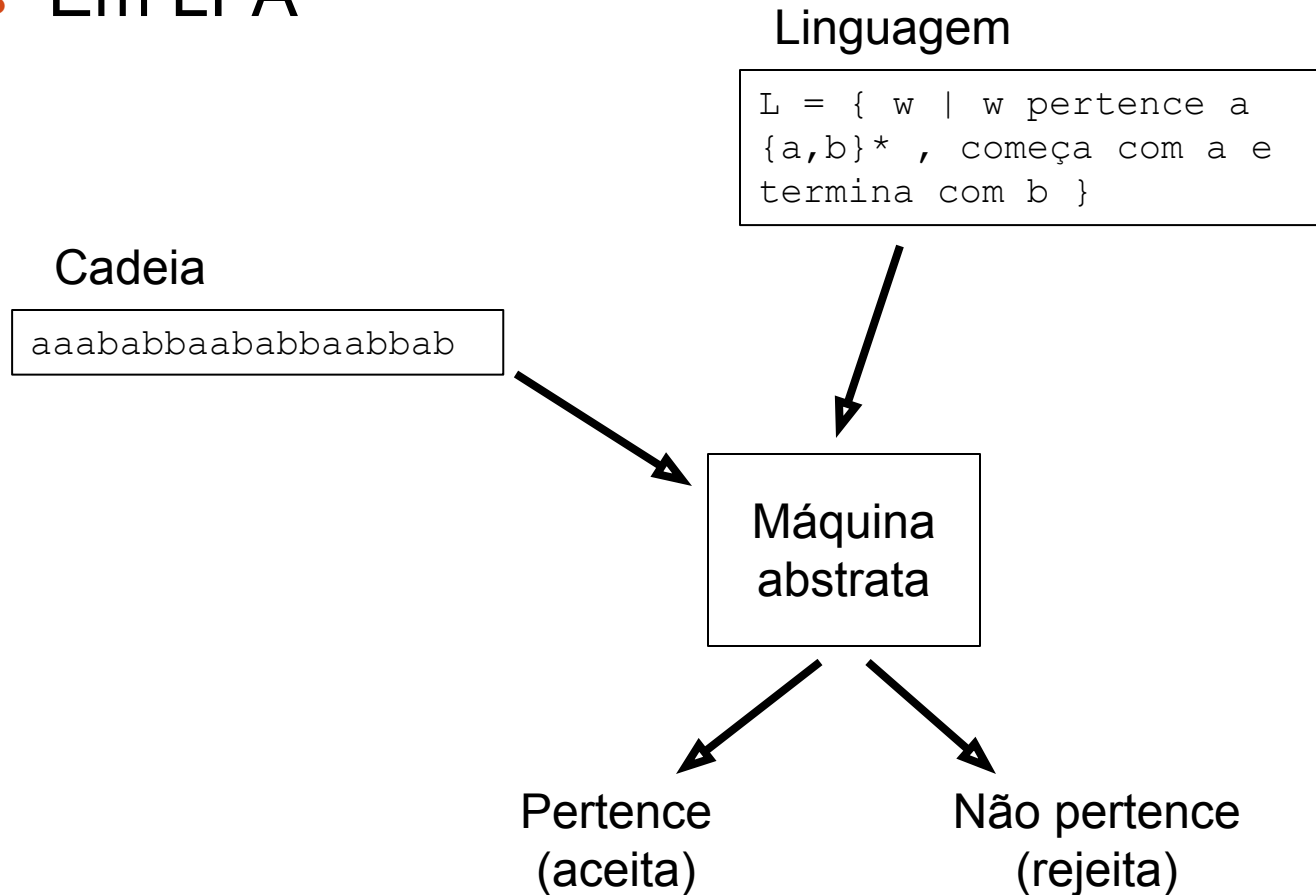 Em LFA
Linguagem
L = { w | w pertence a
{a,b}* , começa com a e
termina com b }
Cadeia
aaababbaababbaabbab
Máquina
abstrata
Pertence
(aceita)
Não pertence
(rejeita)